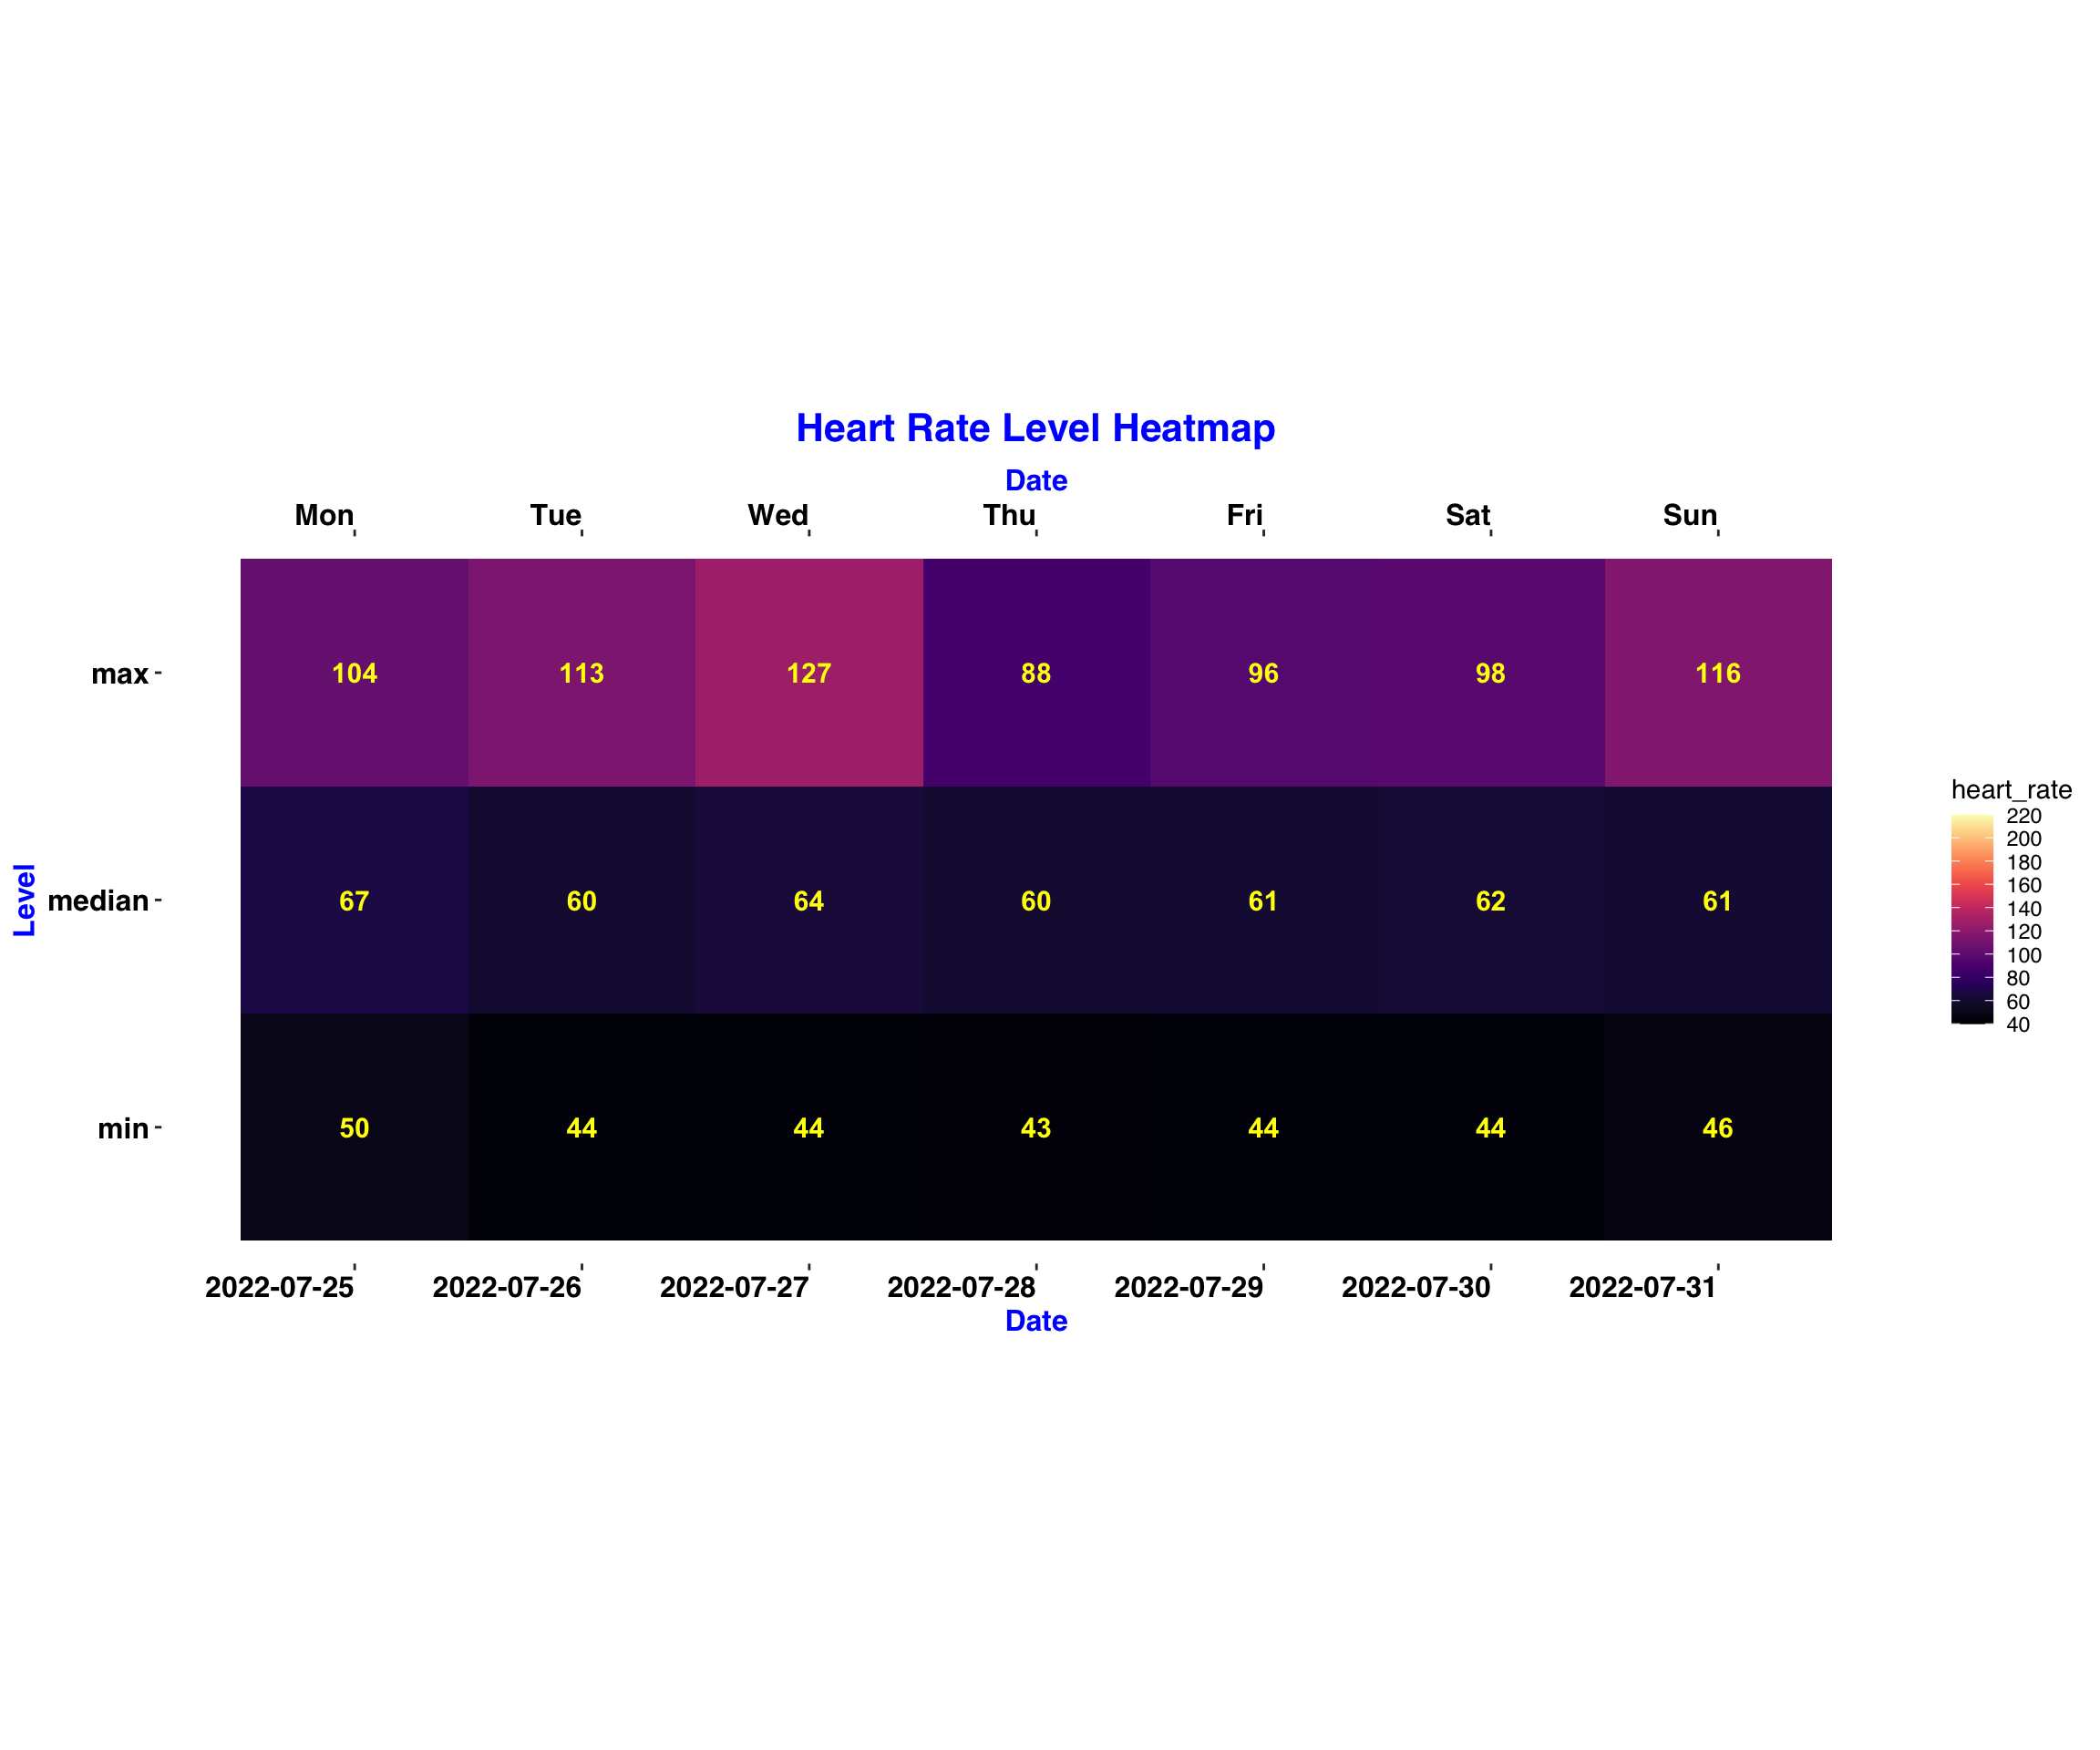 Heart Rate Level Heatmap
Date
Mon Tue Wed Thu Fri Sat Sun
max 104 113 127 88 96 98 116
Level
median 67 60 64 60 61 62 61
min 50 44 44 43 44 44 46
2022-07-25 2022-07-26 2022-07-27 2022-07-28 2022-07-29 2022-07-30 2022-07-31
Date
heart_rate
220
200
180
160
140
120
100
80
60
40